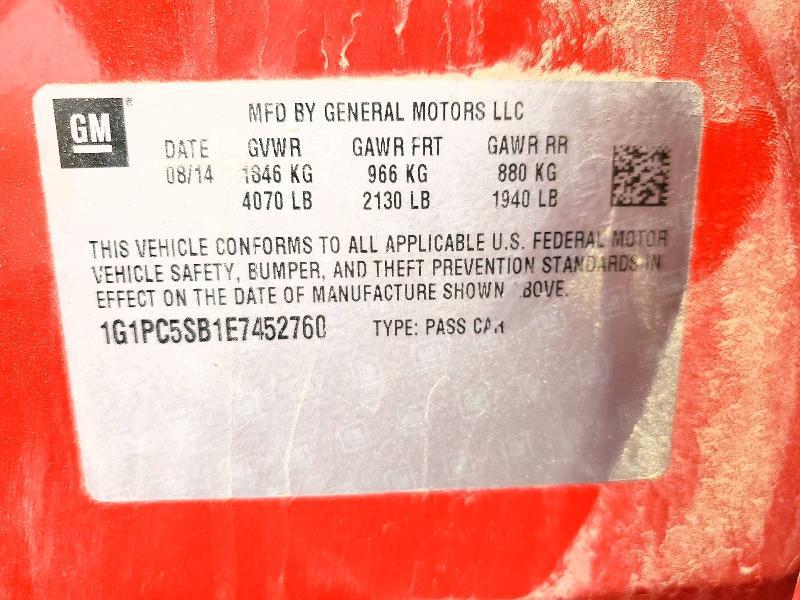 GM®
MFD BY GENERAL MOTORS LLC
DATE GVWR GAWR FRT GAWR RR
08/14 1846 KG 966 KG 880 KG
4070 LB 2130 LB 1940 LB
THIS VEHICLE CONFORMS TO ALL APPLICABLE U.S. FEDERAL MOTOR
VEHICLE SAFETY, BUMPER, AND THEFT PREVENTION STANDARDS IN
EFFECT ON THE DATE OF MANUFACTURE SHOWN ABOVE.
1G1PC5SB1E7452760 TYPE: PASS CAR